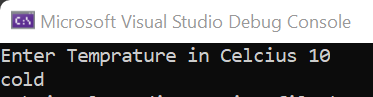 Microsoft Visual Studio Debug Console
Enter Temprature in Celcius 10
cold